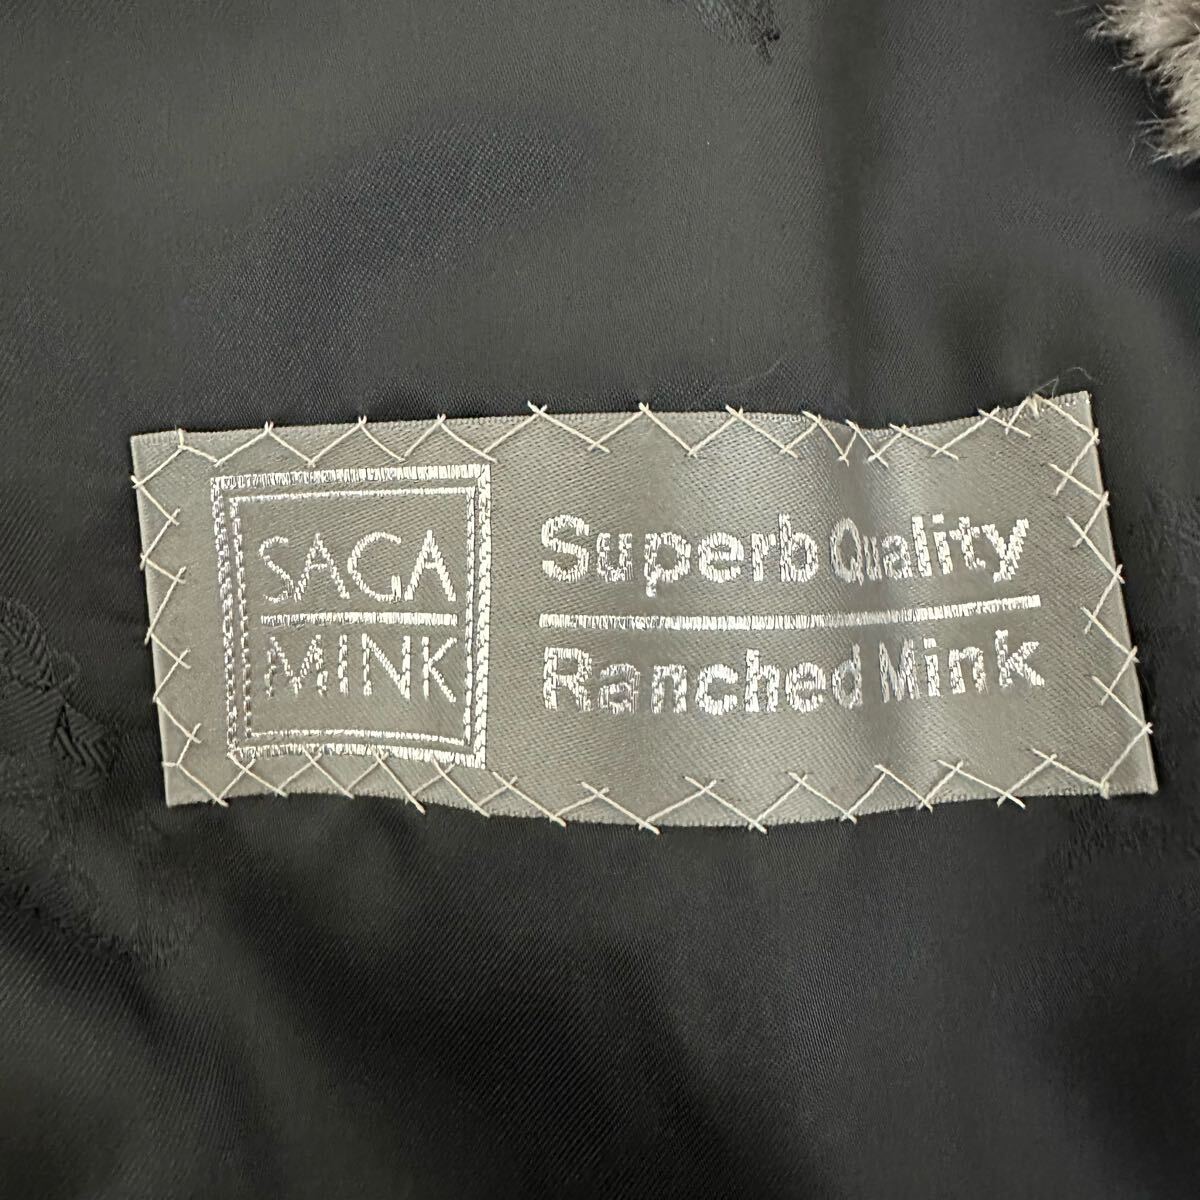 SAGA
MINK
Superb Quality
Ranched Mink